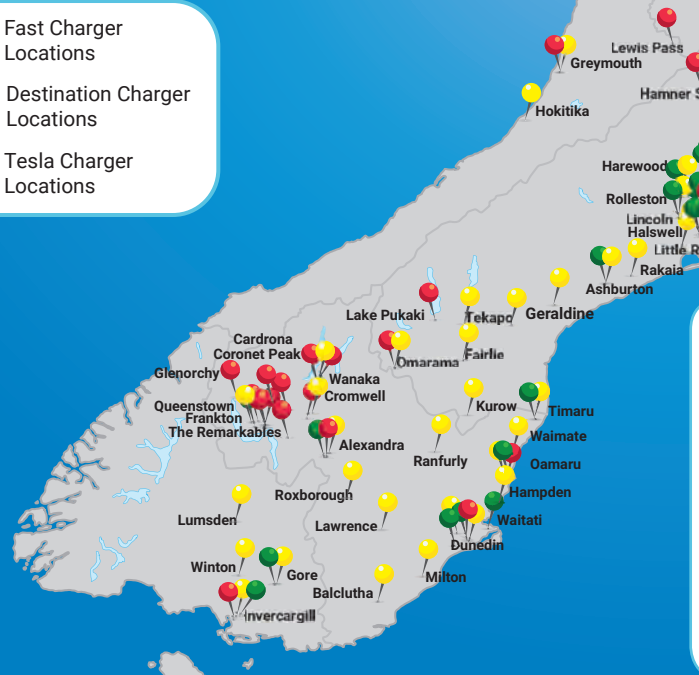 Fast Charger
Locations
Destination Charger
Locations
Tesla Charger
Locations
Lewis Pass
Greymouth
Hamner S
Hokitika
Harewood
Rolleston
Lincoln
Halswell
Little R
Rakaia
Ashburton
Geraldine
Tekapo
Lake Pukaki
Fairlie
Omarama
Cardrona
Coronet Peak
Glenorchy
Wanaka
Cromwell
Queenstown
Frankton
The Remarkables
Kurow
Timaru
Waimate
Alexandra
Ranfurly
Oamaru
Roxborough
Hampden
Lumsden
Lawrence
Waitati
Dunedin
Winton
Gore
Milton
Balclutha
Invercargill